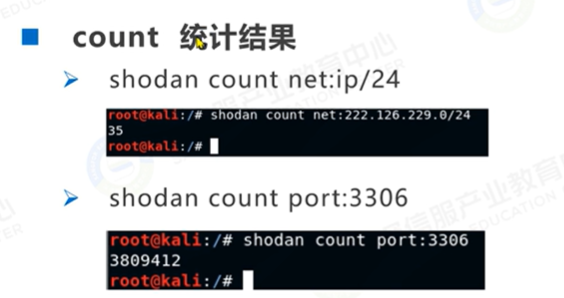 count 统计结果
shodan count net:ip/24
root@kali:/# shodan count net:222.126.229.0/24
35
root@kali:/#
shodan count port:3306
root@kali:/# shodan count port:3306
3809412
root@kali:/#